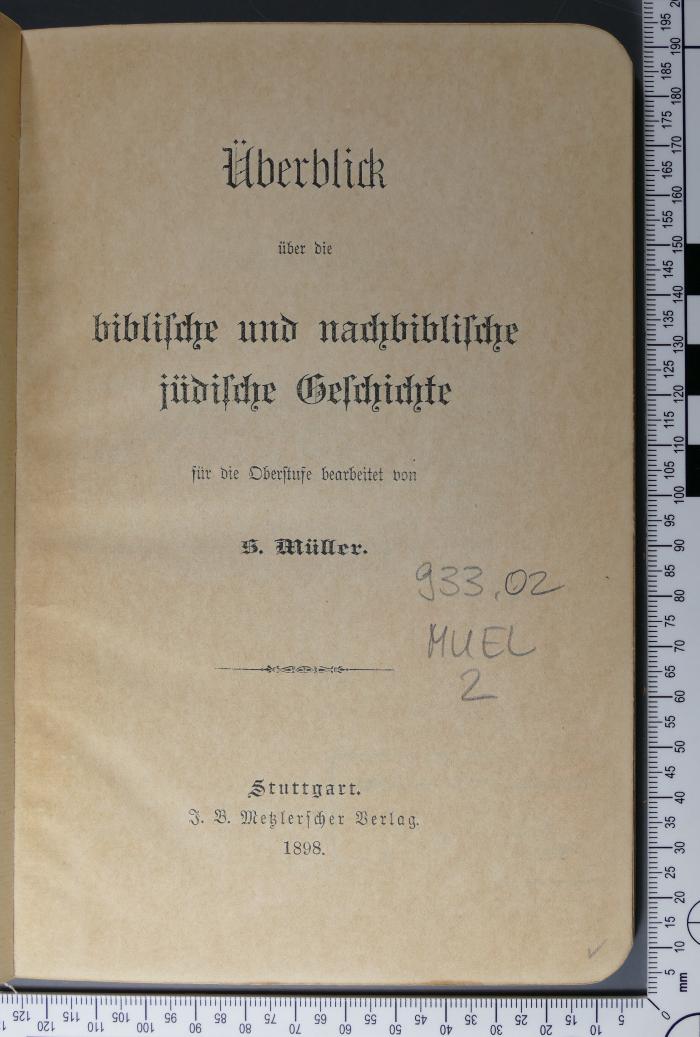 Überblick
über die
biblische und nachbiblische
jüdische Geschichte
für die Oberstufe bearbeitet von
S. Müller.
933.02
MUEL
2
Stuttgart.
J. B. Metzlerscher Verlag.
1898.